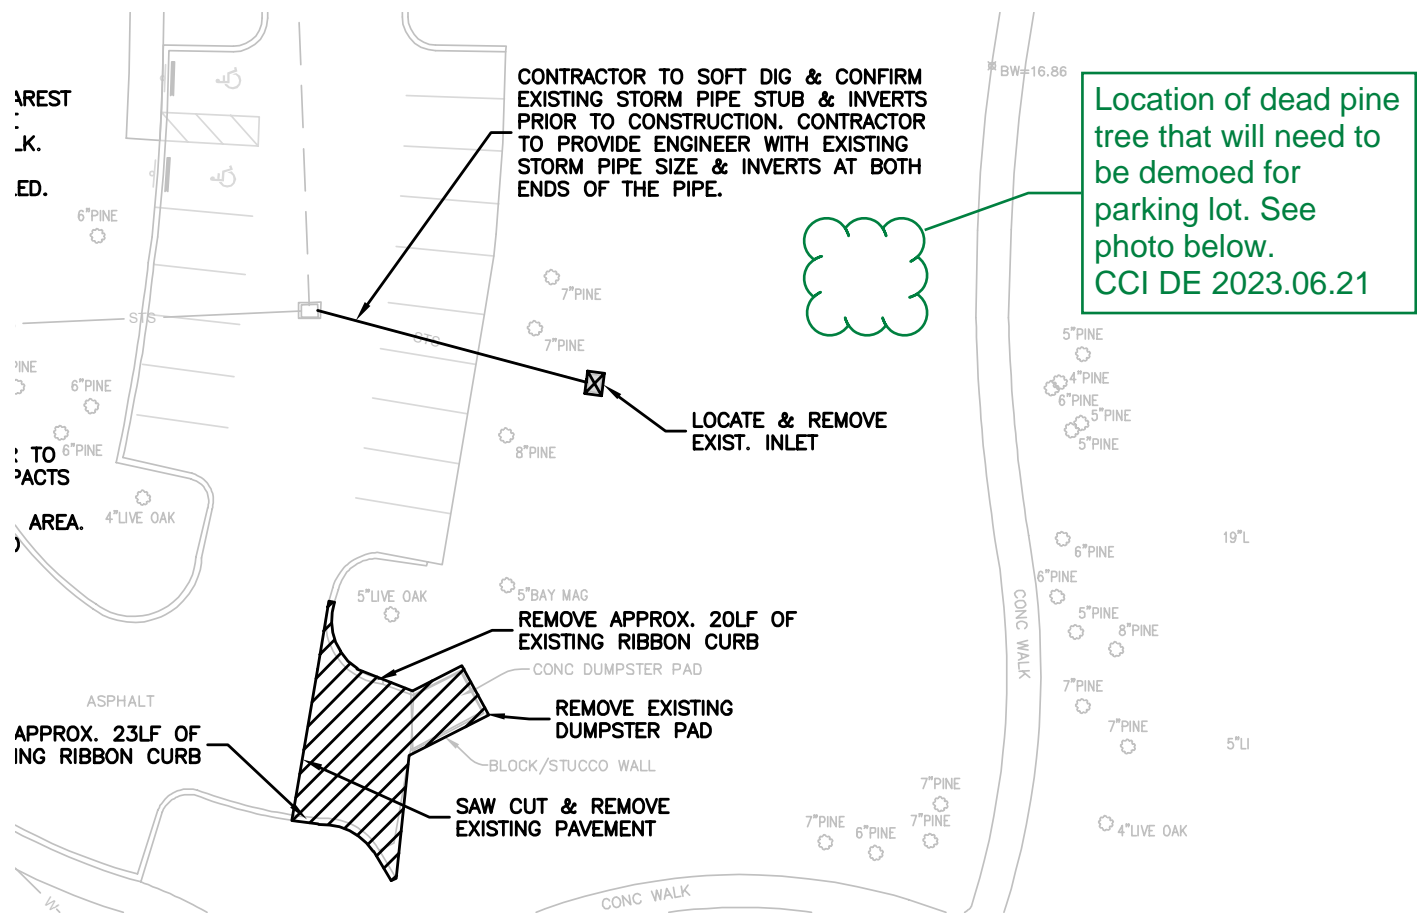 BW=16.86
CONTRACTOR TO SOFT DIG & CONFIRM
EXISTING STORM PIPE STUB & INVERTS
PRIOR TO CONSTRUCTION. CONTRACTOR
TO PROVIDE ENGINEER WITH EXISTING
STORM PIPE SIZE & INVERTS AT BOTH
ENDS OF THE PIPE.
Location of dead pine
tree that will need to
be demoed for
parking lot. See
photo below.
CCI DE 2023.06.21
AREST
LK.
LED.
6"PINE
7"PINE
STS
STS
7"PINE
5"PINE
PINE
6"PINE
4"PINE
6"PINE
5"PINE
5"PINE
LOCATE & REMOVE
EXIST. INLET
6"PINE
8"PINE
TO
PACTS
AREA.
4"LIVE OAK
19"L
6"PINE
6"PINE
5"LIVE OAK
5"BAY MAG
5"PINE
8"PINE
CONC WALK
REMOVE APPROX. 20LF OF
EXISTING RIBBON CURB
CONC DUMPSTER PAD
7"PINE
ASPHALT
REMOVE EXISTING
DUMPSTER PAD
7"PINE
5"LI
APPROX. 23LF OF
ING RIBBON CURB
BLOCK/STUCCO WALL
SAW CUT & REMOVE
EXISTING PAVEMENT
7"PINE
7"PINE
6"PINE
7"PINE
4"LIVE OAK
CONC WALK
W-